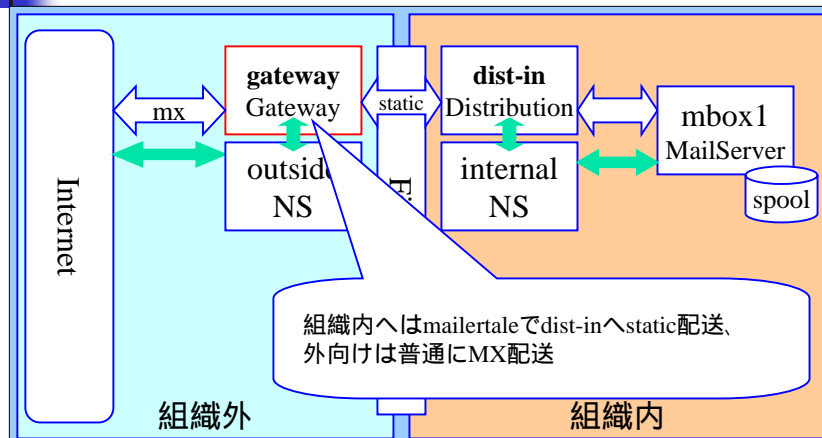 gateway
Gateway
mx
static
dist-in
Distribution
mbox1
MailServer
spool
outside
NS
internal
NS
Internet
組織内へはmailertaleでdist-inへstatic配送、
外向けは普通にMX配送
組織外
組織内